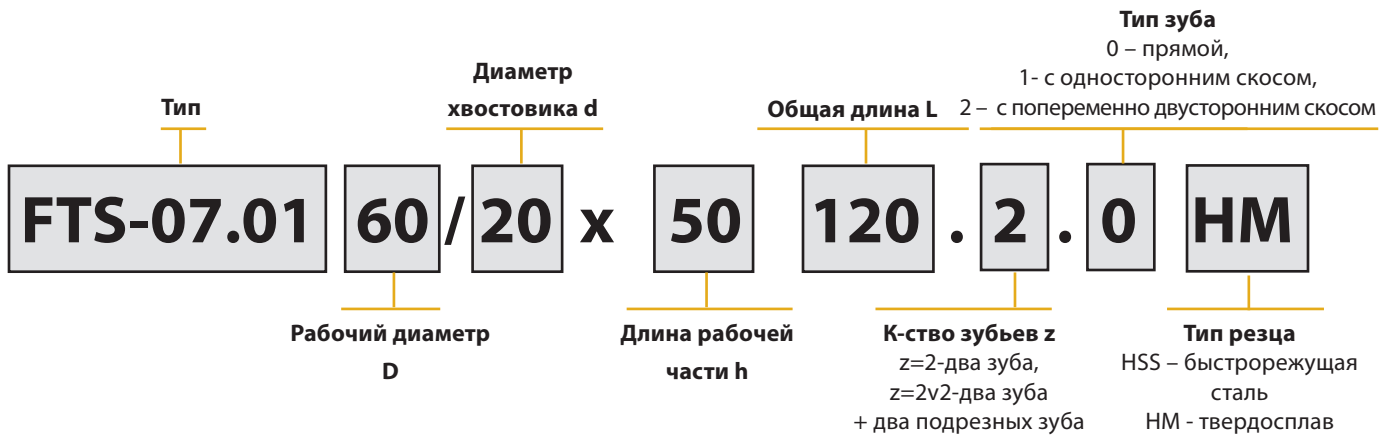 Тип зуба
0 – прямой,
1- с односторонним скосом,
2 – с попеременно двусторонним скосом
Диаметр
хвостовика d
Тип
Общая длина L
FTS-07.01 60/20 x 50 120.2.0 HM
Рабочий диаметр
D
Длина рабочей
части h
К-ство зубьев z
z=2-два зуба,
z=2v2-два зуба
+ два подрезных зуба
Тип резца
HSS – быстрорежущая
сталь
HM - твердосплав